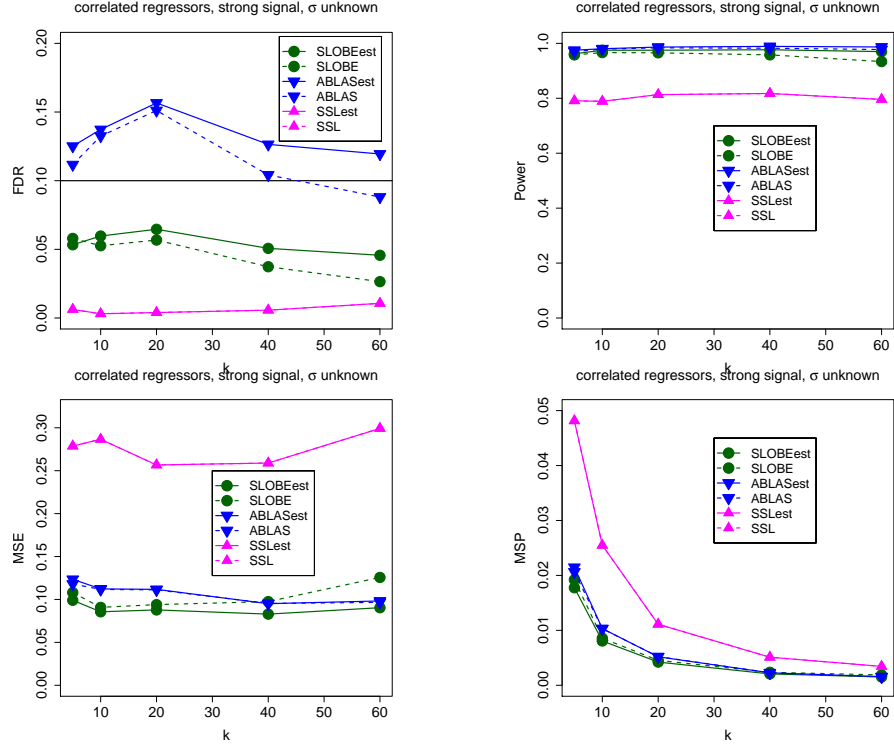 correlated regressors, strong signal, σ unknown
FDR
0.20
0.15
0.10
0.05
0.00
SLOBEest
SLOBE
ABLASest
ABLAS
SSLest
SSL
10
20
30
40
50
60
k
correlated regressors, strong signal, σ unknown
Power
1.0
0.8
0.6
0.4
0.2
0.0
SLOBEest
SLOBE
ABLASest
ABLAS
SSLest
SSL
10
20
30
40
50
60
k
correlated regressors, strong signal, σ unknown
MSE
0.30
0.25
0.20
0.15
0.10
0.05
0.00
SLOBEest
SLOBE
ABLASest
ABLAS
SSLest
SSL
10
20
30
40
50
60
k
correlated regressors, strong signal, σ unknown
MSP
0.05
0.04
0.03
0.02
0.01
0.00
SLOBEest
SLOBE
ABLASest
ABLAS
SSLest
SSL
10
20
30
40
50
60
k